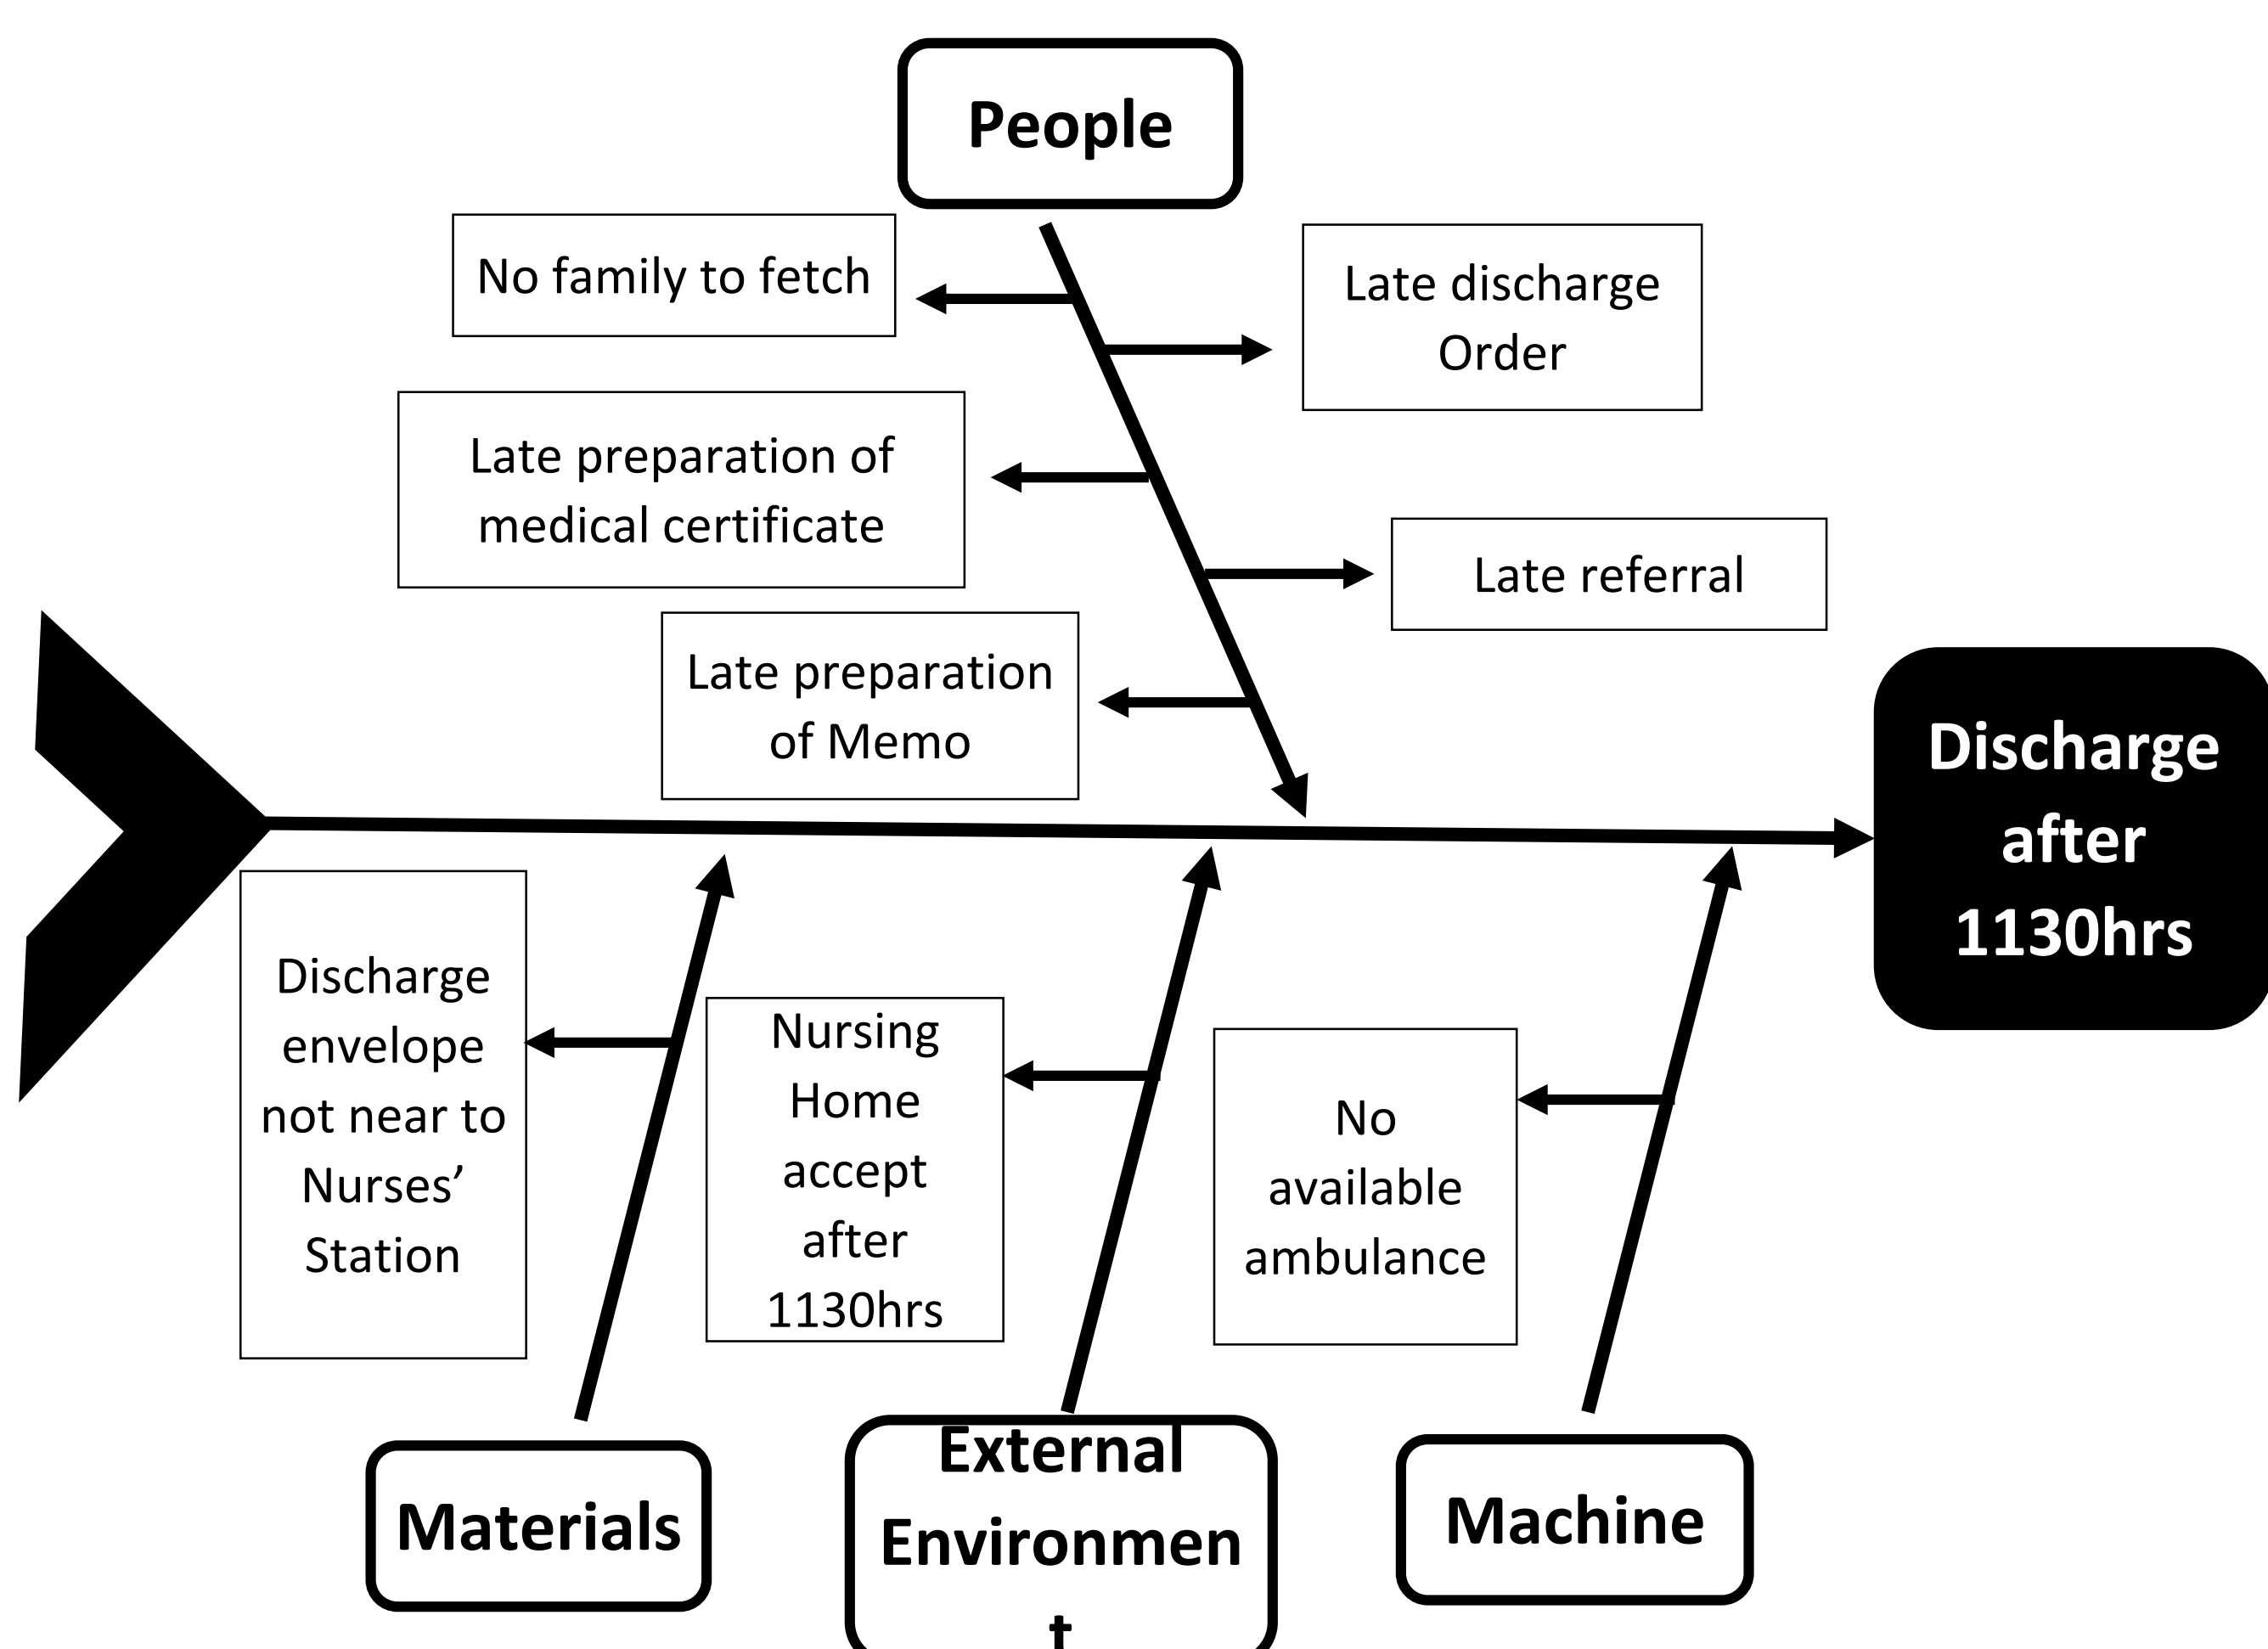 People
No family to fetch
Late discharge
Order
Late preparation of
medical certificate
Late referral
Late preparation
of Memo
Discharge
after
1130hrs
Discharge
envelope
not near to
Nurses’
Station
Nursing
Home
accept
after
1130hrs
No
available
ambulance
Materials
External
Environmen
t
Machine